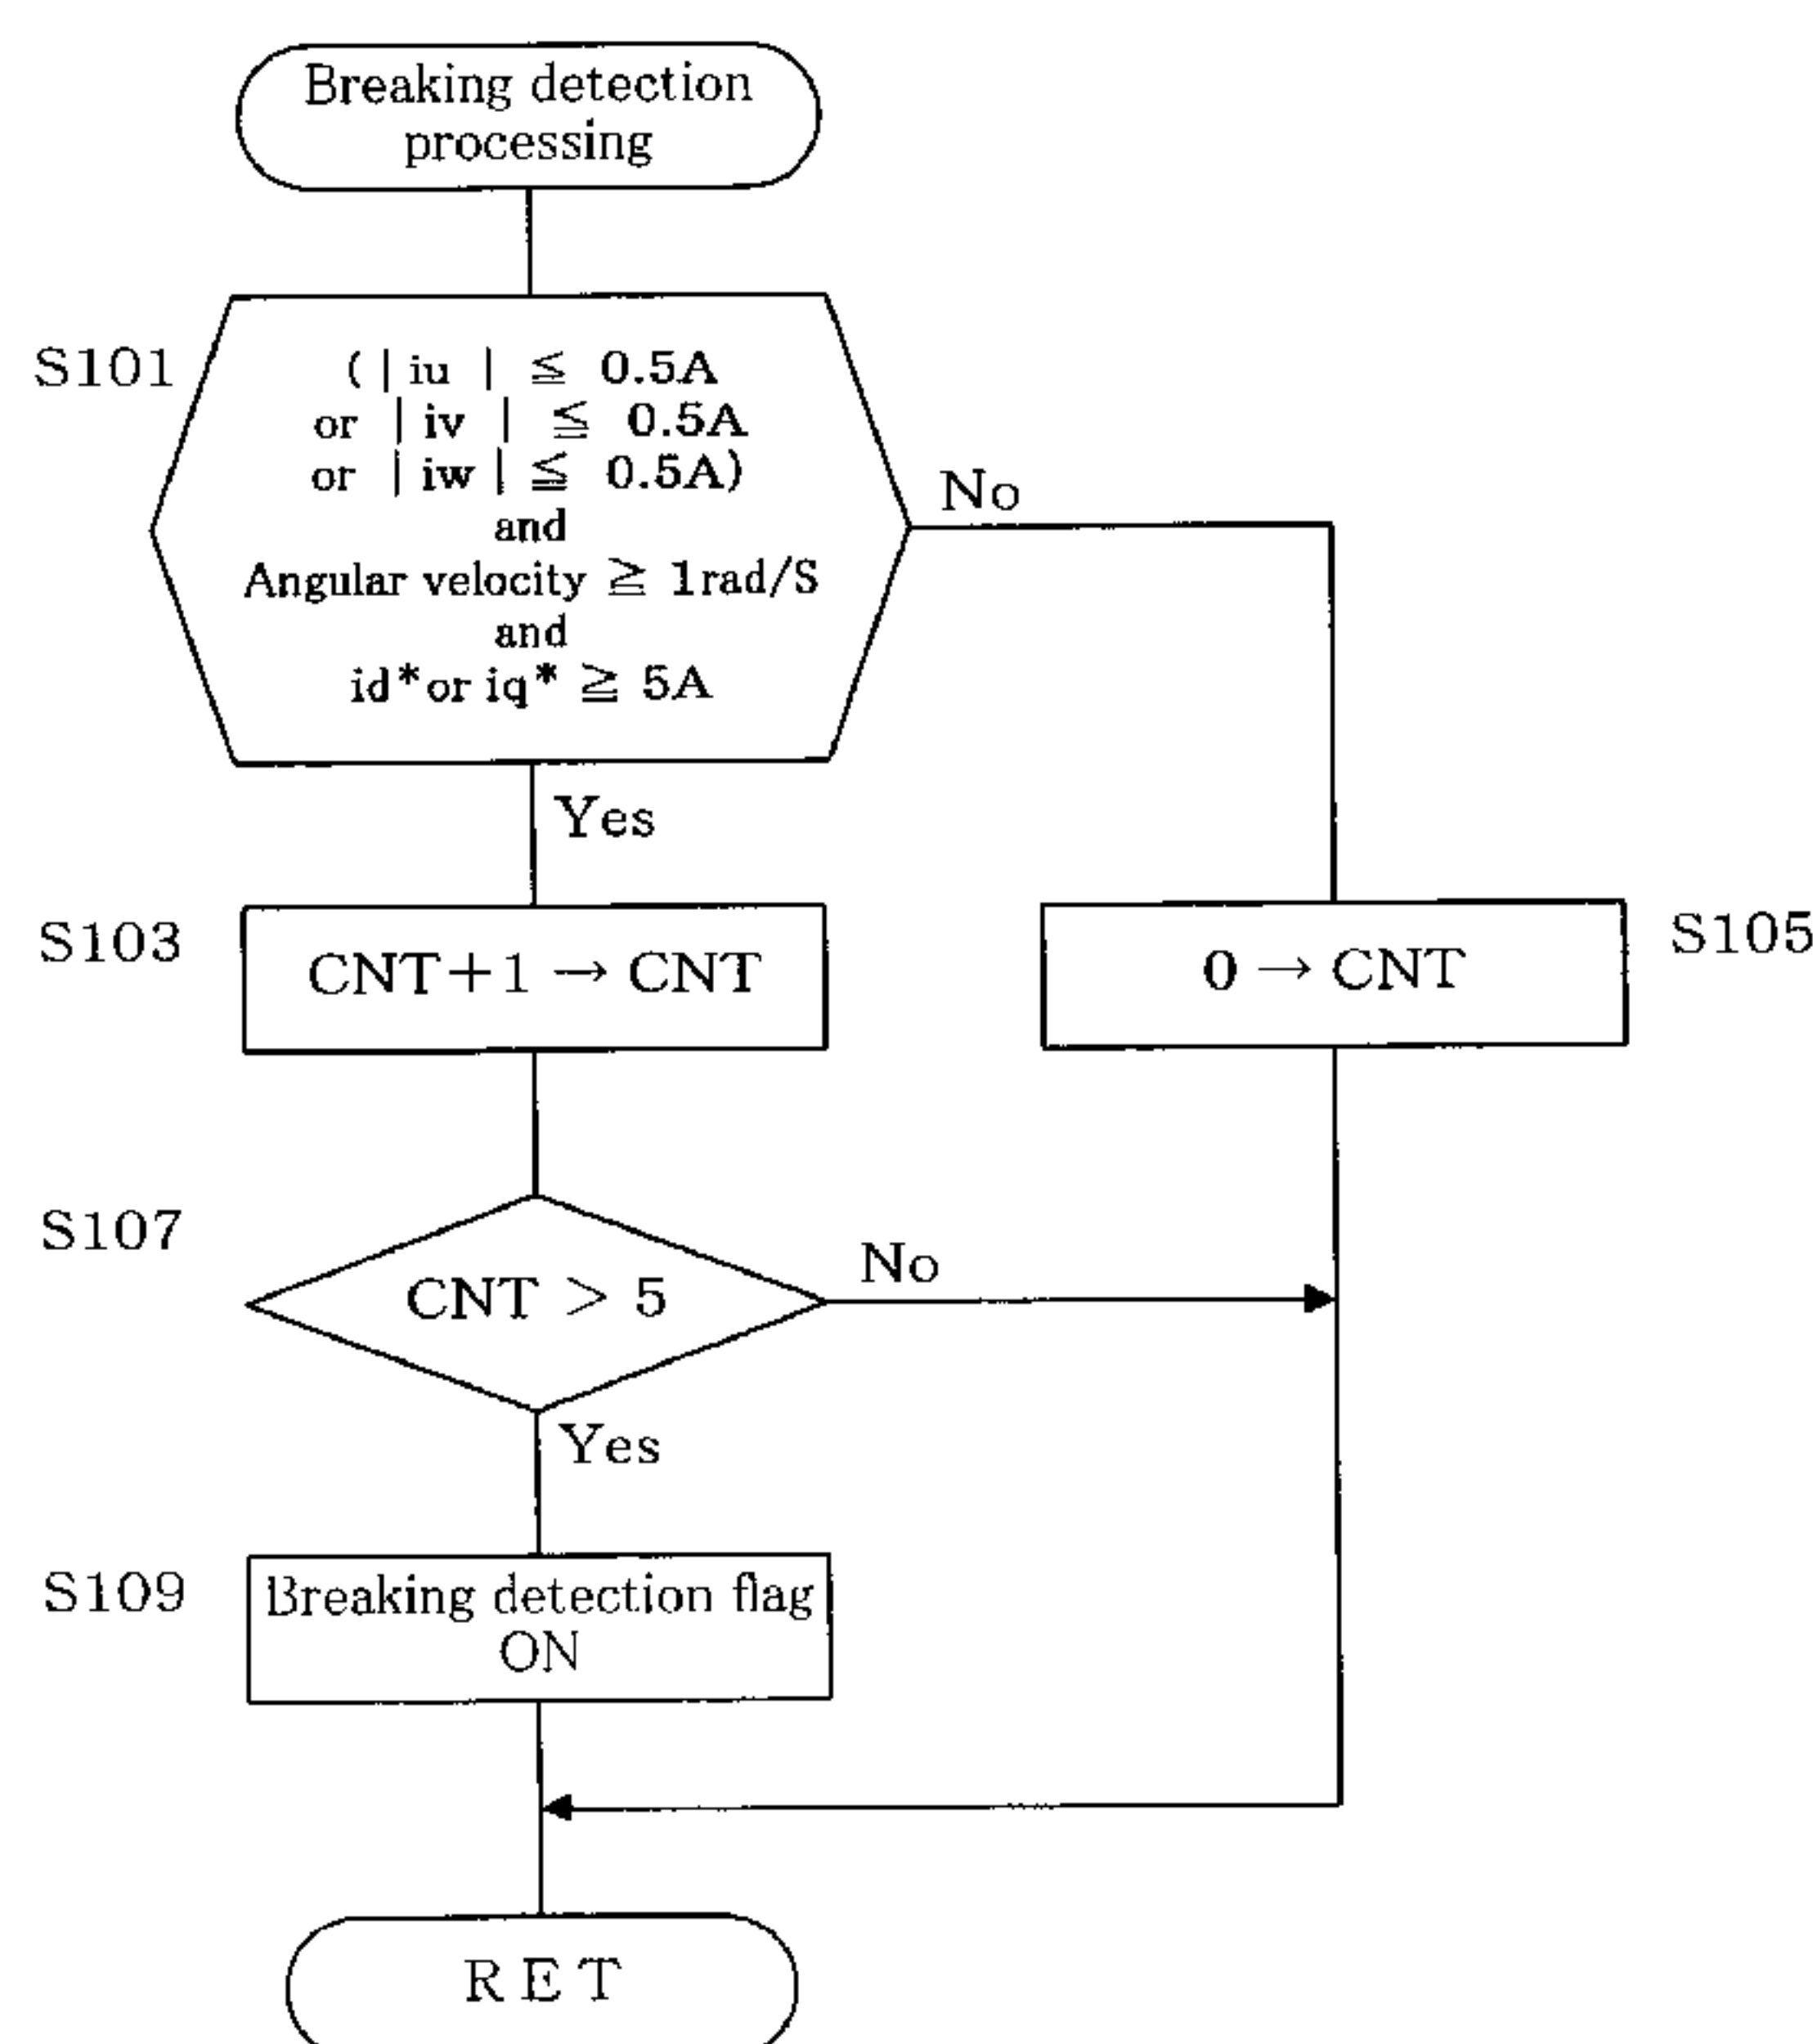 Breaking detection
processing
S101
( | iu | ≦ 0.5A
or | iv | ≦ 0.5A
or | iw | ≦ 0.5A)
and
Angular velocity ≧ 1rad/S
and
id*or iq* ≧ 5A
No
Yes
S103
CNT+1 → CNT
0 → CNT
S105
S107
CNT > 5
No
Yes
S109
Breaking detection flag
ON
RET